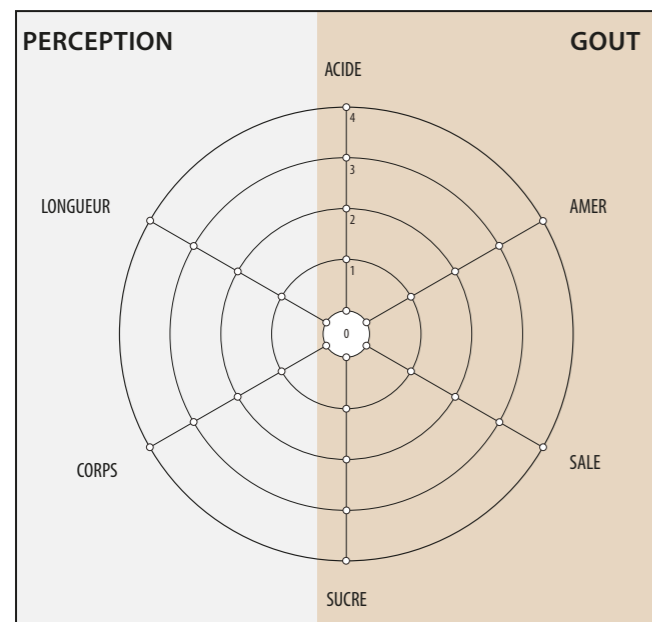 PERCEPTION
GOUT
ACIDE
4
3
LONGUEUR
AMER
2
1
0
CORPS
SALE
SUCRE